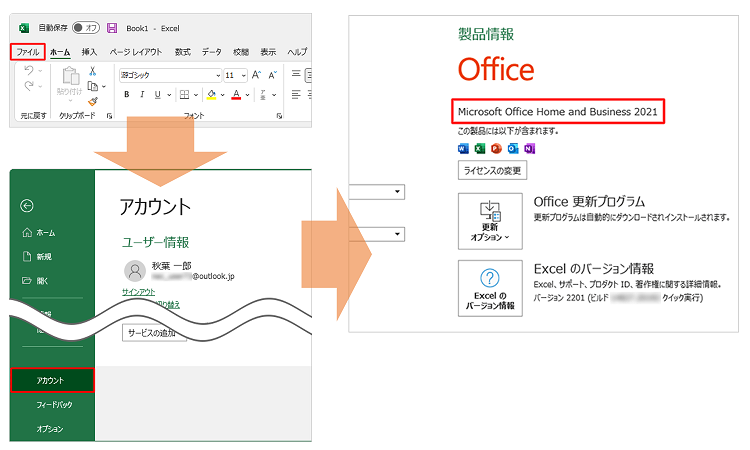 自動保存 オフ Book1 - Excel
ファイル ホーム 挿入 ページ レイアウト 数式 データ 校閲 表示 ヘルプ
貼り付け
游ゴシック 11 A^ A˅
B I U A 亜
元に戻す クリップボード フォント
アカウント
ユーザー情報
秋葉 一郎
@outlook.jp
サインアウト
り替え
サービスの追加
ホーム
新規
開く
アカウント
フィードバック
オプション
製品情報
Office
Microsoft Office Home and Business 2021
この製品には以下が含まれます。
ライセンスの変更
更新
オプション
Office 更新プログラム
更新プログラムは自動的にダウンロードされインストールされます。
Excel の
バージョン情報
Excel のバージョン情報
Excel、サポート、プロダクト ID、著作権に関する詳細情報。
バージョン 2201 (ビルド クイック実行)